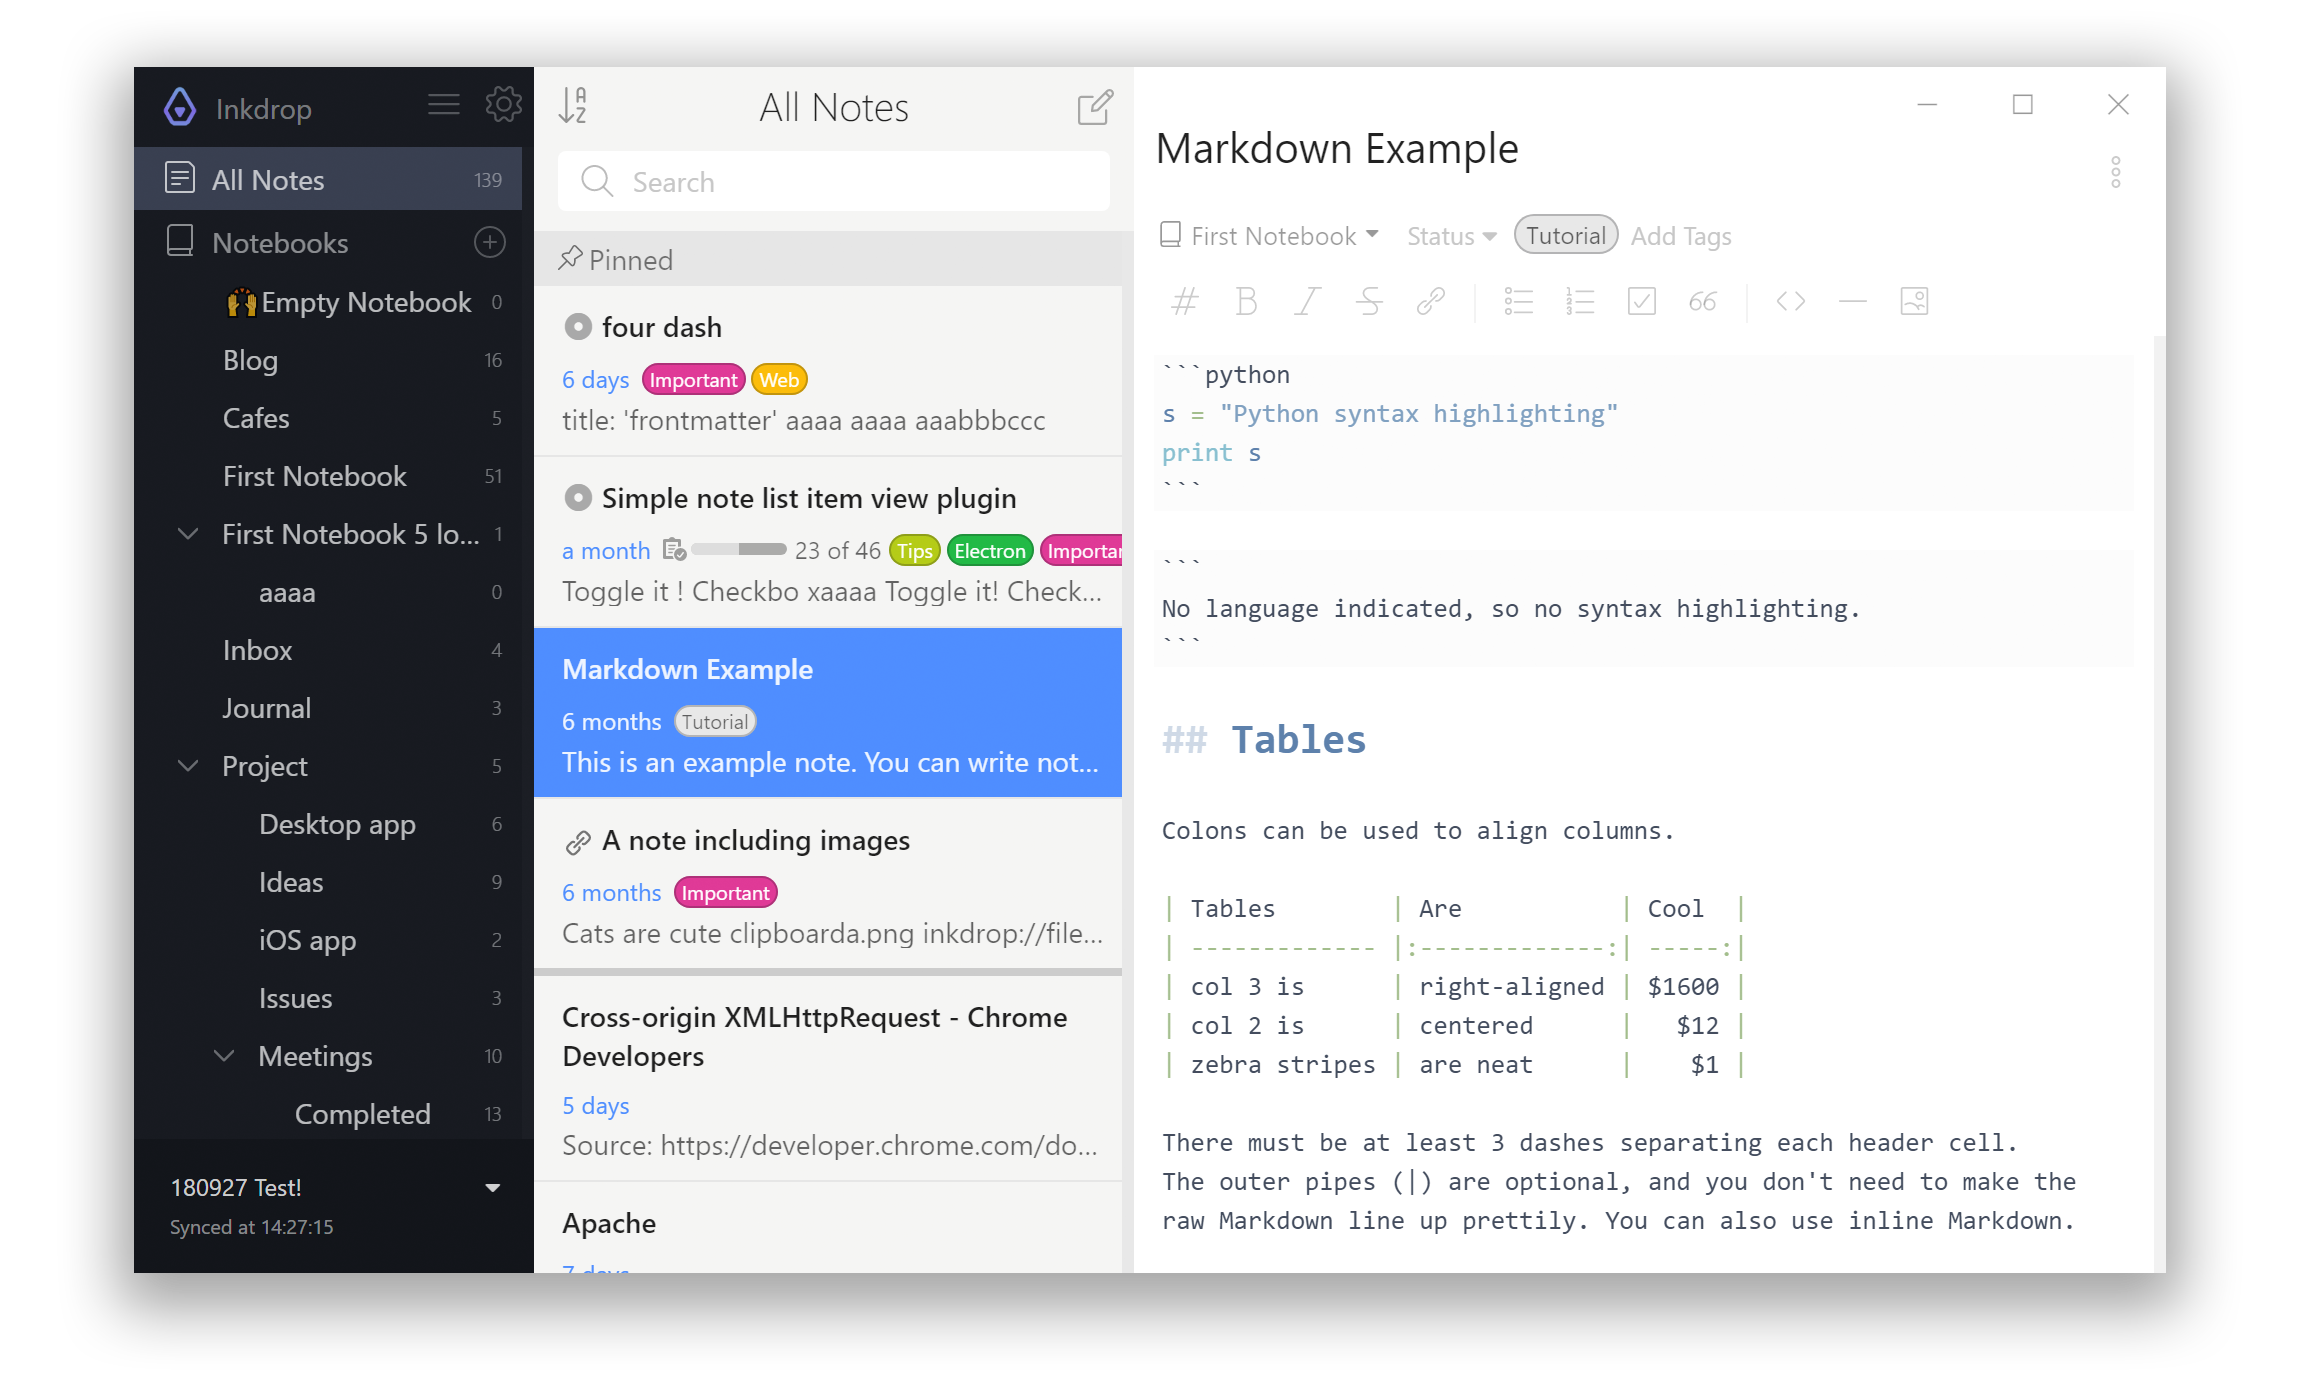 Inkdrop
All Notes 139
Notebooks
Empty Notebook 0
Blog 16
Cafes 5
First Notebook 51
First Notebook 5 lo... 1
aaaa 0
Inbox 4
Journal 3
Project 5
Desktop app 6
Ideas 9
iOS app 2
Issues 3
Meetings 10
Completed 13
180927 Test!
Synced at 14:27:15
All Notes
Search
Pinned
four dash
6 days Important Web
title: 'frontmatter' aaaa aaaa aaabbbccc
Simple note list item view plugin
a month 23 of 46 Tips Electron Importan
Toggle it ! Checkbo xaaaa Toggle it! Check...
Markdown Example
6 months Tutorial
This is an example note. You can write not...
A note including images
6 months Important
Cats are cute clipboarda.png inkdrop://file...
Cross-origin XMLHttpRequest - Chrome
Developers
5 days
Source: https://developer.chrome.com/do...
Apache
7 days
Markdown Example
First Notebook Status Tutorial Add Tags
```python
s = "Python syntax highlighting"
print s
```
```
No language indicated, so no syntax highlighting.
```
## Tables
Colons can be used to align columns.
| Tables | Are | Cool |
| ------------- |:-------------:| -----:|
| col 3 is | right-aligned | $1600 |
| col 2 is | centered | $12 |
| zebra stripes | are neat | $1 |
There must be at least 3 dashes separating each header cell.
The outer pipes (|) are optional, and you don't need to make the
raw Markdown line up prettily. You can also use inline Markdown.